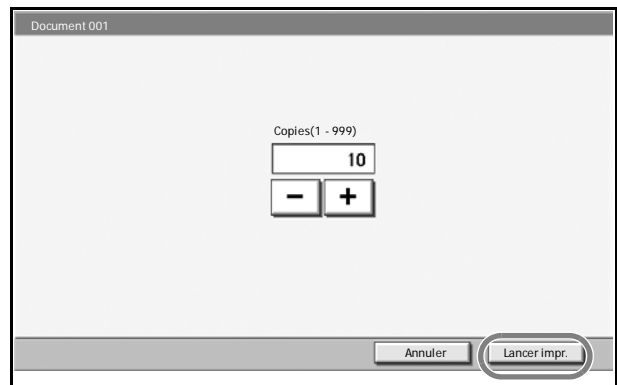 Document 001
Copies(1 - 999)
10
− +
Annuler Lancer impr.